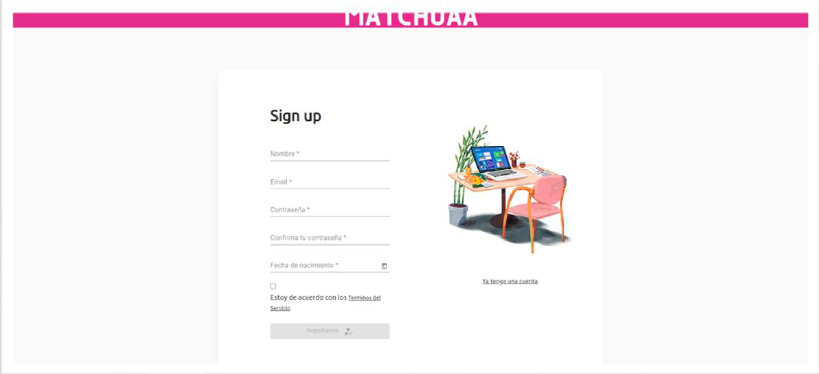 MATCHUAA
Sign up
Nombre *
Email *
Contraseña *
Confirma tu contraseña *
Fecha de nacimiento *
Estoy de acuerdo con los Terminos del
Servicio
Registrarme
Ya tengo una cuenta